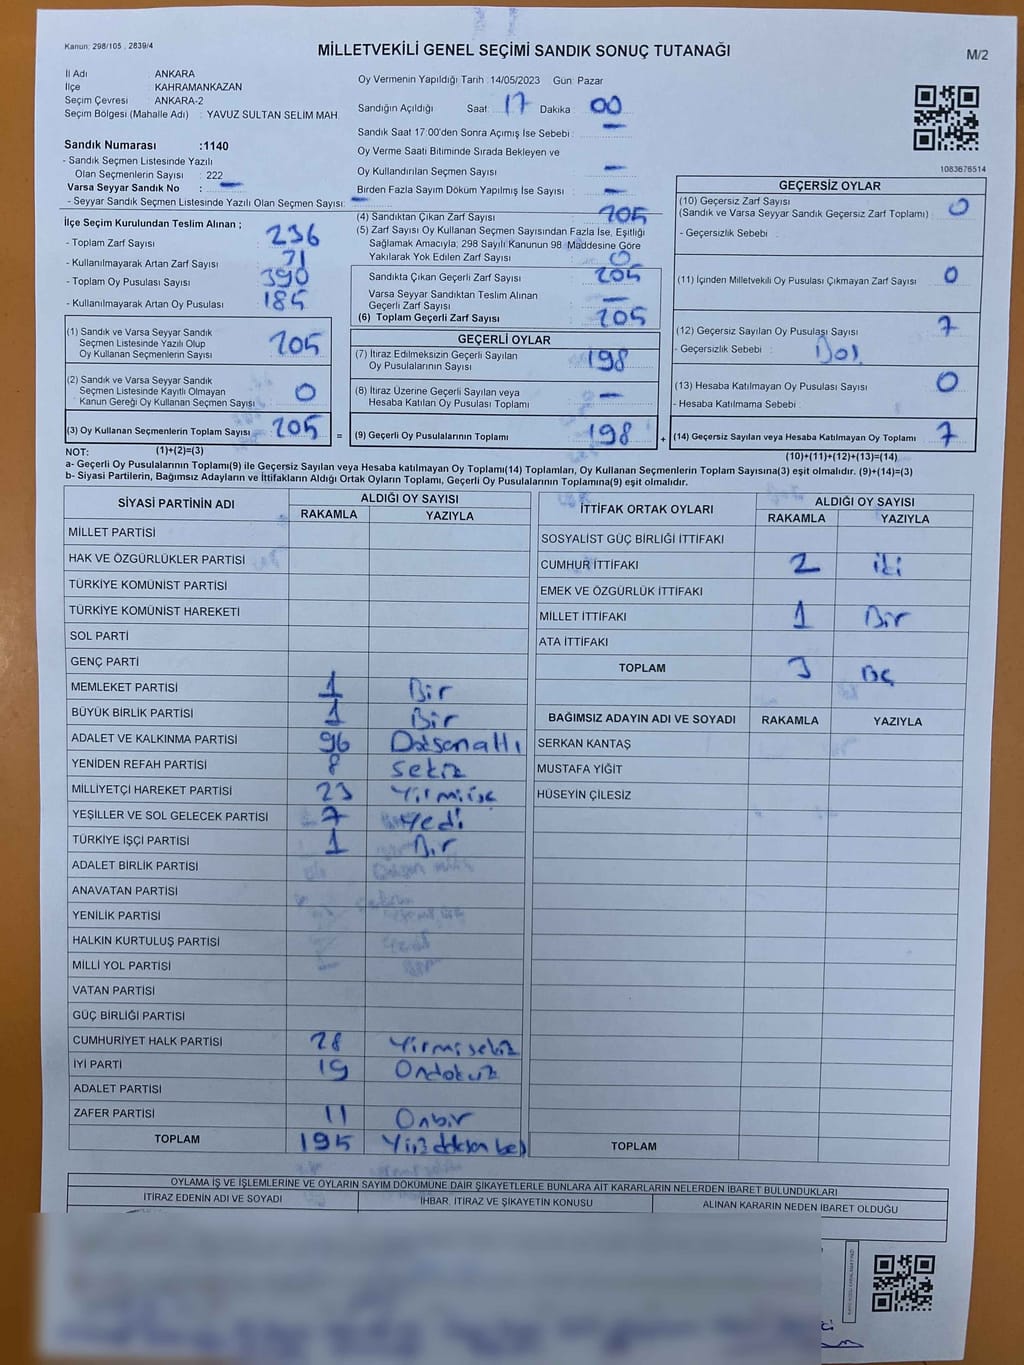 Kanun: 298/105 , 2839/4
MİLLETVEKİLİ GENEL SEÇİMİ SANDIK SONUÇ TUTANAĞI
M/2
İl Adı ANKARA
İlçe KAHRAMANKAZAN
Seçim Çevresi ANKARA-2
Seçim Bölgesi (Mahalle Adı) : YAVUZ SULTAN SELİM MAH.
Sandık Numarası :1140
- Sandık Seçmen Listesinde Yazılı
Olan Seçmenlerin Sayısı : 222
Varsa Seyyar Sandık No : -
- Seyyar Sandık Seçmen Listesinde Yazılı Olan Seçmen Sayısı: -
Oy Vermenin Yapıldığı Tarih : 14/05/2023 Gün: Pazar
Sandığın Açıldığı Saat : 17 Dakika : 00
Sandık Saat 17:00'den Sonra Açımış İse Sebebi : -
Oy Verme Saati Bitiminde Sırada Bekleyen ve
Oy Kullandırılan Seçmen Sayısı : -
Birden Fazla Sayım Döküm Yapılmış İse Sayısı : -
1083676514
İlçe Seçim Kurulundan Teslim Alınan ;
- Toplam Zarf Sayısı : 236
- Kullanılmayarak Artan Zarf Sayısı : 31
- Toplam Oy Pusulası Sayısı : 390
- Kullanılmayarak Artan Oy Pusulası : 185
(1) Sandık ve Varsa Seyyar Sandık
Seçmen Listesinde Yazılı Olup
Oy Kullanan Seçmenlerin Sayısı : 205
(2) Sandık ve Varsa Seyyar Sandık
Seçmen Listesinde Kayıtlı Olmayan
Kanun Gereği Oy Kullanan Seçmen Sayısı : 0
(3) Oy Kullanan Seçmenlerin Toplam Sayısı : 205
(1)+(2)=(3)
(4) Sandıktan Çıkan Zarf Sayısı : 205
(5) Zarf Sayısı Oy Kullanan Seçmen Sayısından Fazla İse, Eşitliği
Sağlamak Amacıyla; 298 Sayılı Kanunun 98. Maddesine Göre
Yakılarak Yok Edilen Zarf Sayısı : 0
Sandıkta Çıkan Geçerli Zarf Sayısı : 205
Varsa Seyyar Sandıktan Teslim Alınan
Geçerli Zarf Sayısı : -
(6) Toplam Geçerli Zarf Sayısı : 205
GEÇERLİ OYLAR
(7) İtiraz Edilmeksizin Geçerli Sayılan
Oy Pusulalarının Sayısı : 198
(8) İtiraz Üzerine Geçerli Sayılan veya
Hesaba Katılan Oy Pusulası Toplamı : -
= (9) Geçerli Oy Pusulalarının Toplamı : 198 +
GEÇERSİZ OYLAR
(10) Geçersiz Zarf Sayısı
(Sandık ve Varsa Seyyar Sandık Geçersiz Zarf Toplamı) : 0
- Geçersizlik Sebebi :
(11) İçinden Milletvekili Oy Pusulası Çıkmayan Zarf Sayısı : 0
(12) Geçersiz Sayılan Oy Pusulası Sayısı : 7
- Geçersizlik Sebebi :
(13) Hesaba Katılmayan Oy Pusulası Sayısı : 0
- Hesaba Katılmama Sebebi :
(14) Geçersiz Sayılan veya Hesaba Katılmayan Oy Toplamı : 7
(10)+(11)+(12)+(13)=(14)
NOT:
a- Geçerli Oy Pusulalarının Toplamı(9) ile Geçersiz Sayılan veya Hesaba katılmayan Oy Toplamı(14) Toplamları, Oy Kullanan Seçmenlerin Toplam Sayısına(3) eşit olmalıdır. (9)+(14)=(3)
b- Siyasi Partilerin, Bağımsız Adayların ve İttifakların Aldığı Ortak Oyların Toplamı, Geçerli Oy Pusulalarının Toplamına(9) eşit olmalıdır.
SİYASİ PARTİNİN ADI ALDIĞI OY SAYISI
RAKAMLA YAZIYLA
MİLLET PARTİSİ
HAK VE ÖZGÜRLÜKLER PARTİSİ
TÜRKİYE KOMÜNİST PARTİSİ
TÜRKİYE KOMÜNİST HAREKETİ
SOL PARTİ
GENÇ PARTİ
MEMLEKET PARTİSİ 1 Bir
BÜYÜK BİRLİK PARTİSİ 1 Bir
ADALET VE KALKINMA PARTİSİ 96 Doksanaltı
YENİDEN REFAH PARTİSİ 8 sekiz
MİLLİYETÇİ HAREKET PARTİSİ 23 Yirmiüç
YEŞİLLER VE SOL GELECEK PARTİSİ 7 Yedi
TÜRKİYE İŞÇİ PARTİSİ 1 Bir
ADALET BİRLİK PARTİSİ
ANAVATAN PARTİSİ
YENİLİK PARTİSİ
HALKIN KURTULUŞ PARTİSİ
MİLLİ YOL PARTİSİ
VATAN PARTİSİ
GÜÇ BİRLİĞİ PARTİSİ
CUMHURİYET HALK PARTİSİ 28 Yirmisekiz
İYİ PARTİ 19 Ondokuz
ADALET PARTİSİ
ZAFER PARTİSİ 11 Onbir
TOPLAM 195 Yüzdoksanbeş
İTTİFAK ORTAK OYLARI ALDIĞI OY SAYISI
RAKAMLA YAZIYLA
SOSYALİST GÜÇ BİRLİĞİ İTTİFAKI
CUMHUR İTTİFAKI 2 iki
EMEK VE ÖZGÜRLÜK İTTİFAKI
MİLLET İTTİFAKI 1 Bir
ATA İTTİFAKI
TOPLAM 3 üç
BAĞIMSIZ ADAYIN ADI VE SOYADI RAKAMLA YAZIYLA
SERKAN KANTAŞ
MUSTAFA YİĞİT
HÜSEYİN ÇİLESİZ
TOPLAM
OYLAMA İŞ VE İŞLEMLERİNE VE OYLARIN SAYIM DÖKÜMÜNE DAİR ŞİKAYETLERLE BUNLARA AİT KARARLARIN NELERDEN İBARET BULUNDUKLARI
İTİRAZ EDENİN ADI VE SOYADI İHBAR, İTİRAZ VE ŞİKAYETİN KONUSU ALINAN KARARIN NEDEN İBARET OLDUĞU